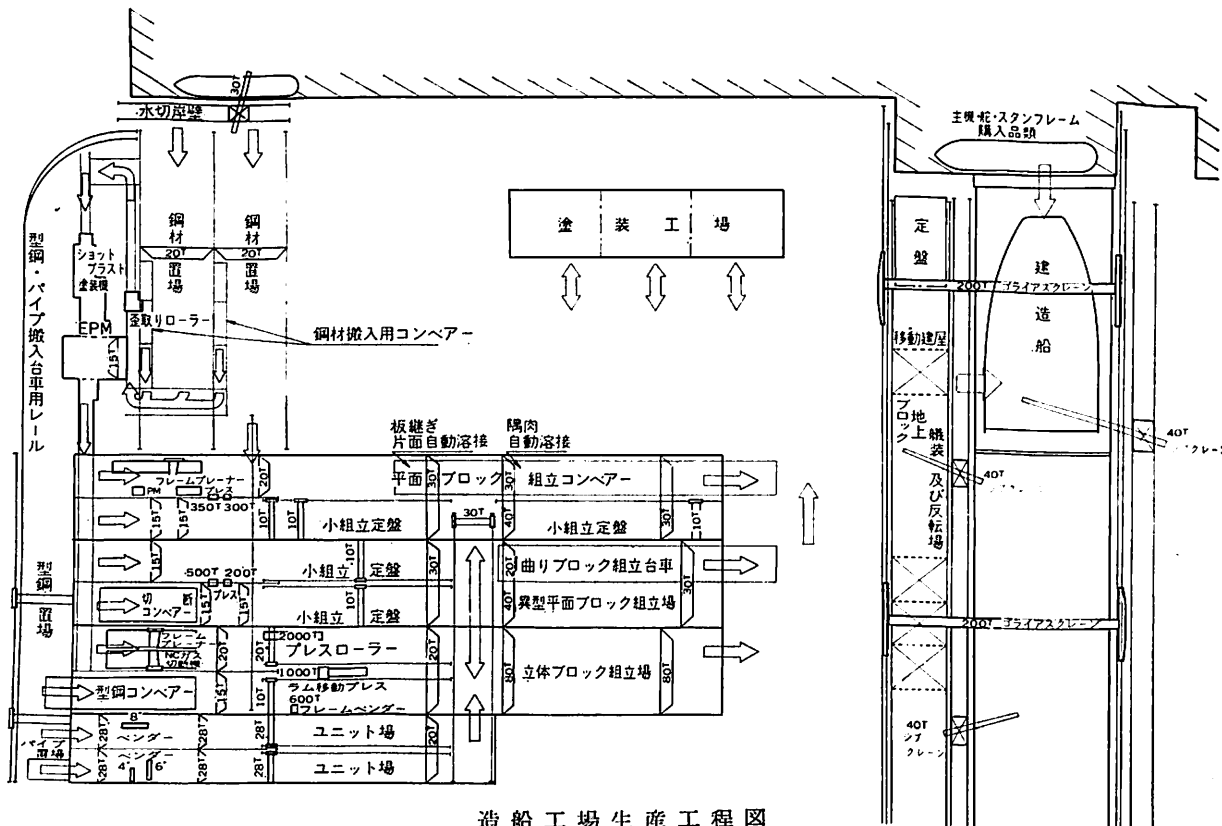 30T
水切岸壁
主機・舵・スタンフレーム
購入品類
型鋼・パイプ搬入台車用レール
鋼材置場
鋼材置場
20T
20T
ショット
ブラスト
塗装機
EPM
15T
歪取りローラー
鋼材搬入用コンベアー
塗装工場
定盤
建造船
200T ゴライアスクレーン
移動建屋
40T
ブロック地上艤装及び反転場
40T
200T ゴライアスクレーン
40T
ジブ
クレーン
板継ぎ
片面自動溶接
隅肉
自動溶接
フレームプレーナー
PM
プレス
350T 300T
20T
平面ブロック
30T
30T
組立コンベアー
15T
15T
10T
10T
小組立定盤
30T
40T
小組立定盤
30T
10T
15T
500T 200T
プレス
小組立定盤
10T
30T
20T
曲りブロック組立台車
30T
切断
コンベアー
15T
15T
小組立定盤
10T
40T
異型平面ブロック組立場
型鋼置場
フレーム
プレーナー
NCガス
切断機
20T
20T
2000T
プレスローラー
20T
80T
立体ブロック組立場
80T
1000T
型鋼コンベアー
15T
10T
ラム移動プレス
600T
フレームベンダー
パイプ
置場
28T
8"
ベンダー
28T
28T
ユニット場
20T
28T
ベンダー
4" 6"
28T
28T
ユニット場
造船工場生産工程図